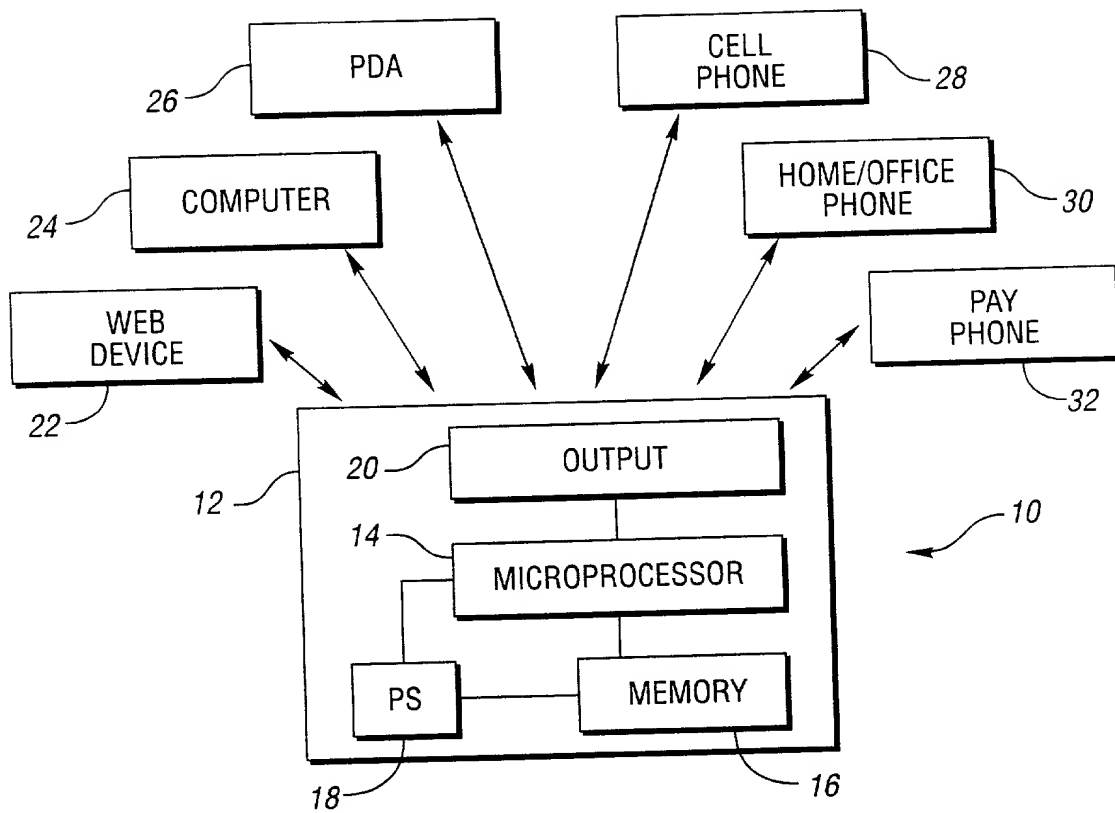 PDA
CELL
PHONE
26
28
COMPUTER
HOME/OFFICE
PHONE
24
30
WEB
DEVICE
PAY
PHONE
22
32
OUTPUT
20
12
10
14
MICROPROCESSOR
PS
MEMORY
18
16